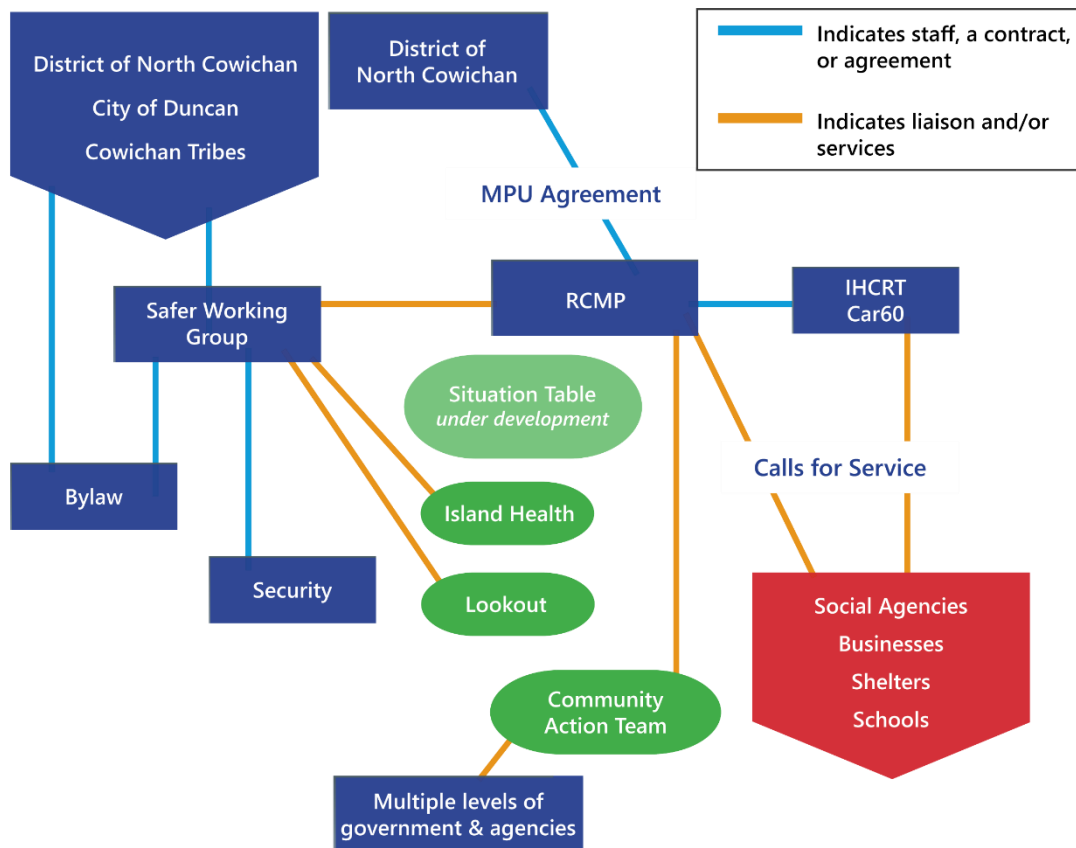 District of North Cowichan
City of Duncan
Cowichan Tribes
District of
North Cowichan
Indicates staff, a contract,
or agreement
Indicates liaison and/or
services
MPU Agreement
Safer Working
Group
RCMP
IHCRT
Car60
Situation Table
under development
Calls for Service
Bylaw
Island Health
Security
Lookout
Social Agencies
Businesses
Shelters
Schools
Community
Action Team
Multiple levels of
government & agencies